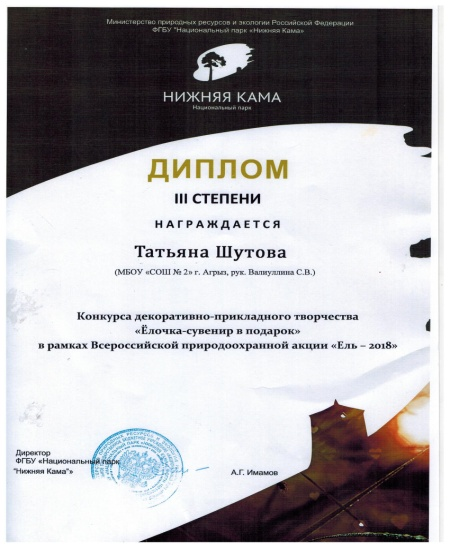 Министерство природных ресурсов и экологии Российской Федерации
ФГБУ "Национальный парк «Нижняя Кама»
НИЖНЯЯ КАМА
Национальный парк
ДИПЛОМ
III СТЕПЕНИ
НАГРАЖДАЕТСЯ
Татьяна Шутова
(МБОУ «СОШ № 2» г. Агрыз, рук. Валиуллина С.В.)
Конкурса декоративно-прикладного творчества
«Ёлочка-сувенир в подарок»
в рамках Всероссийской природоохранной акции «Ель – 2018»
Директор
ФГБУ «Национальный парк
"Нижняя Кама"»
А.Г. Имамов